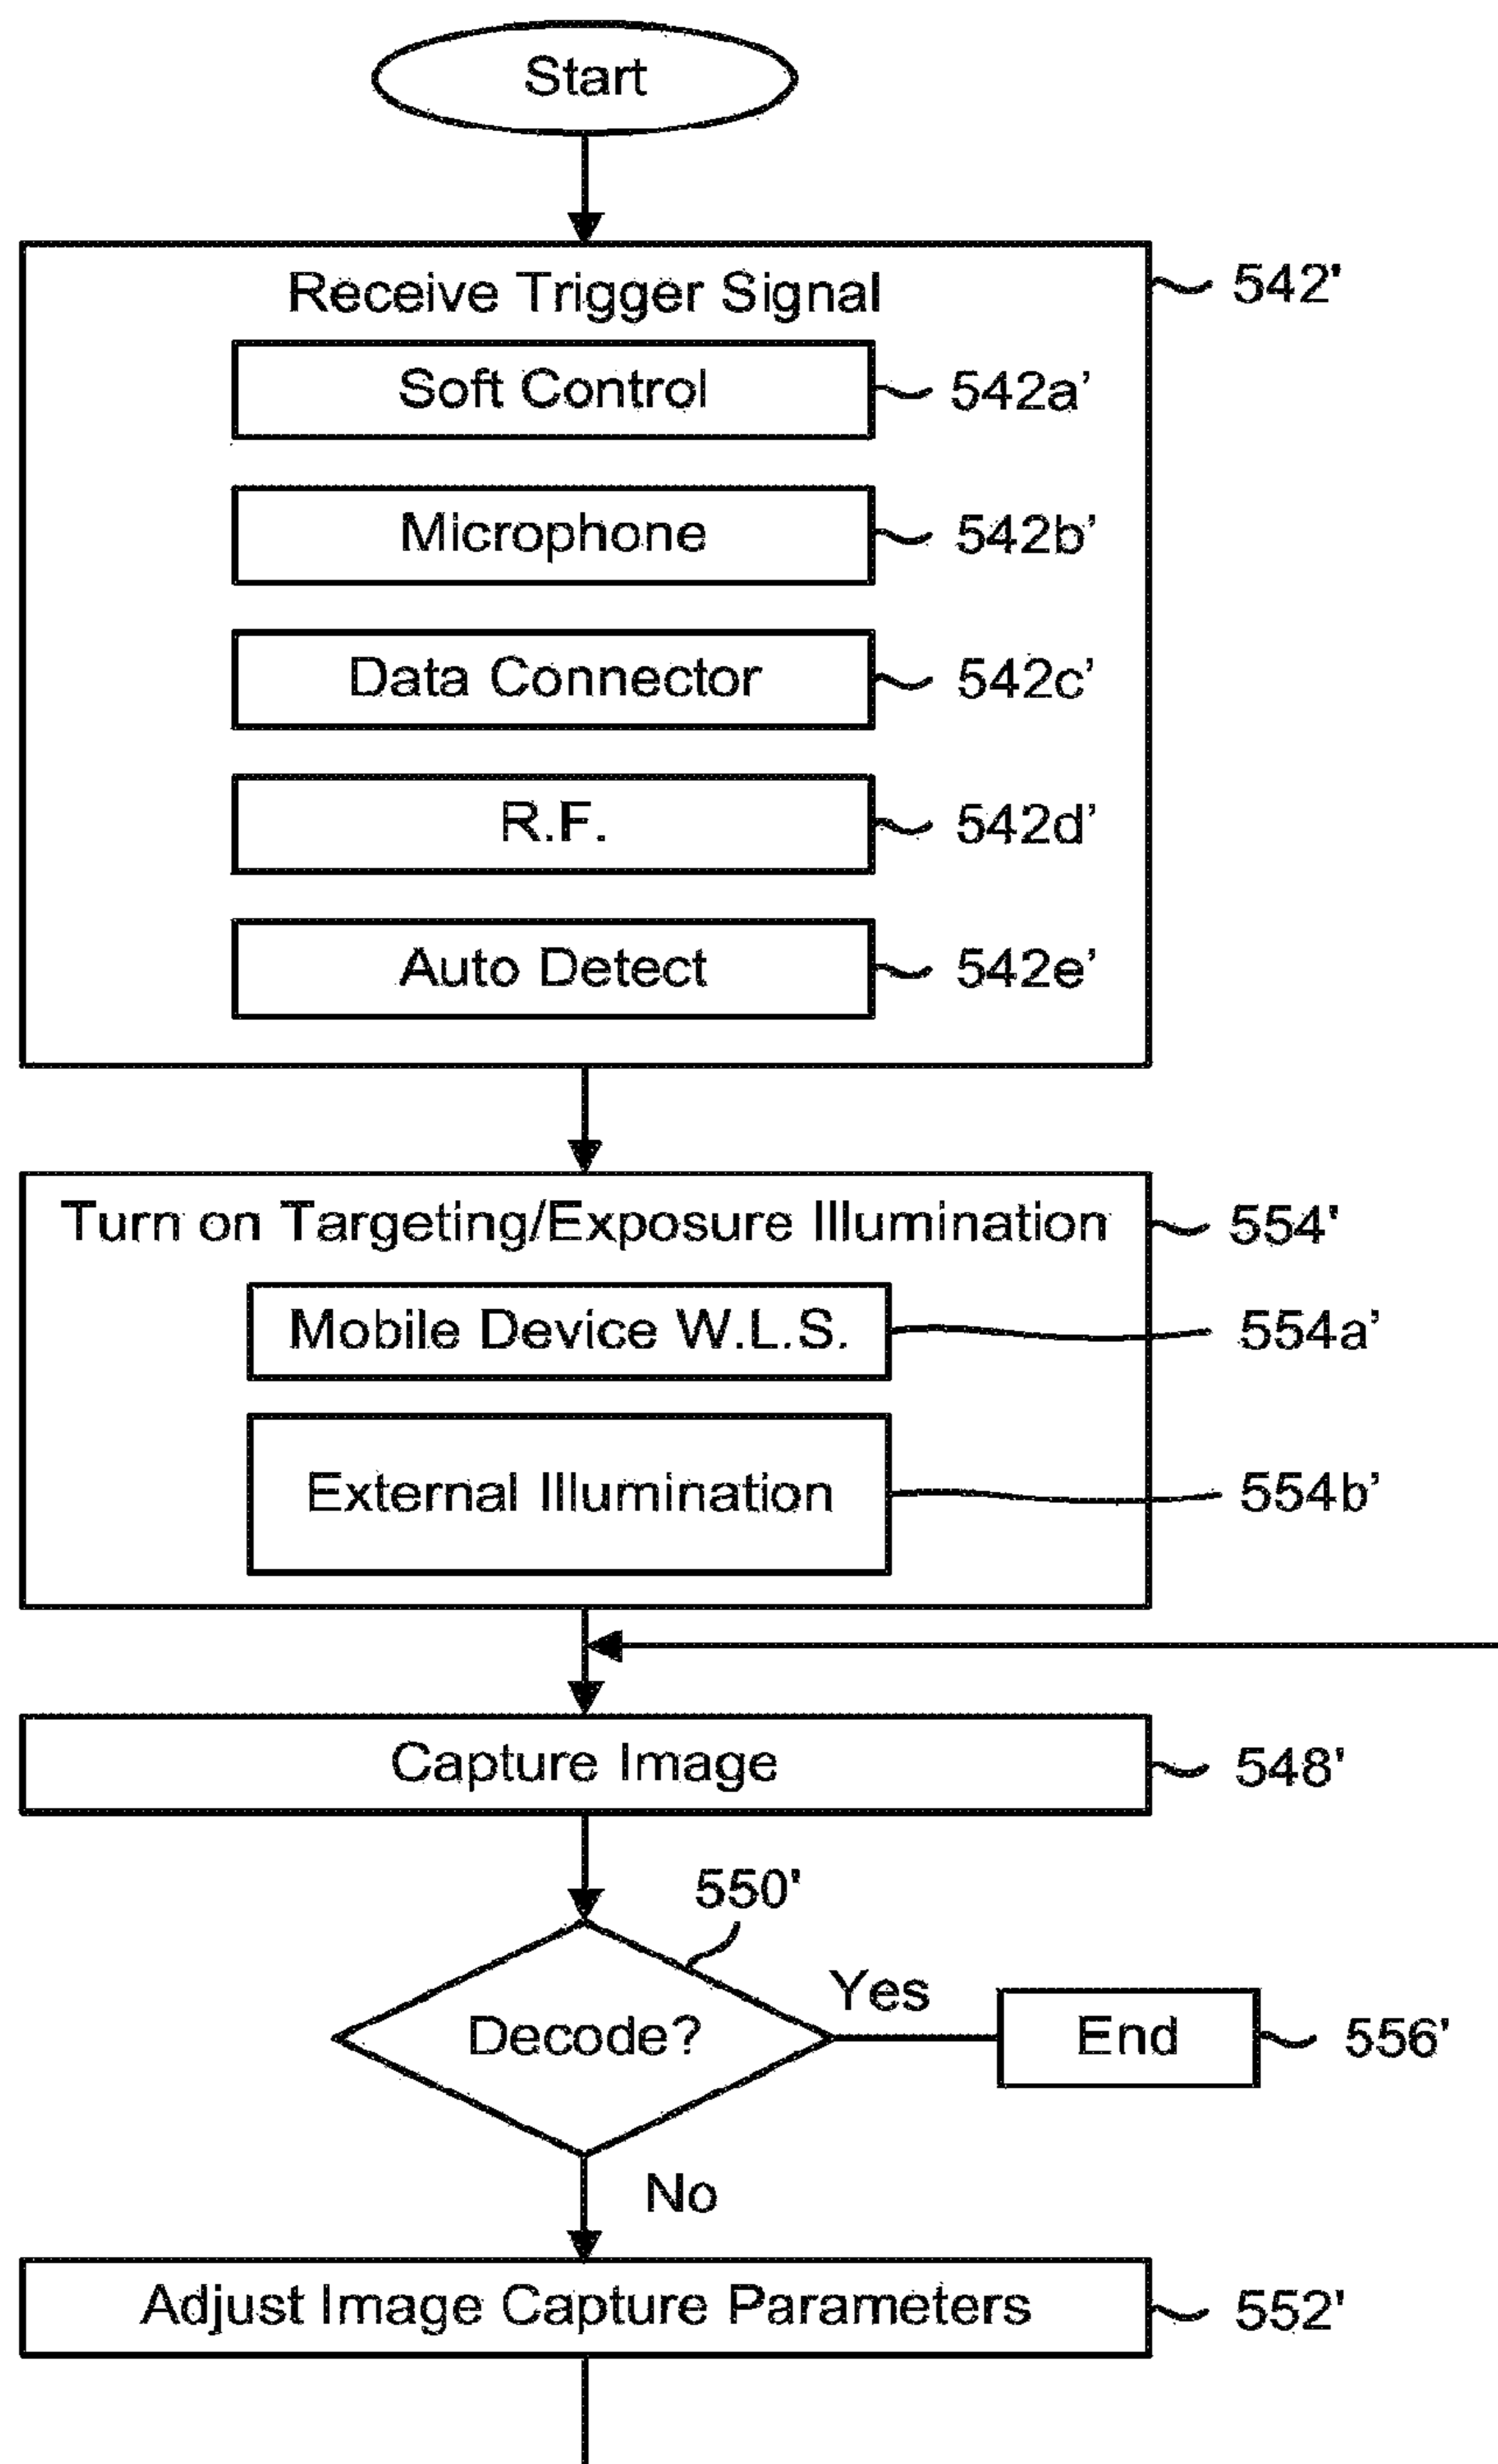 Start
Receive Trigger Signal
542'
Soft Control
542a’
Microphone
542b’
Data Connector
542c’
R.F.
542d’
Auto Detect
542e’
Turn on Targeting/Exposure Illumination
554'
Mobile Device W.L.S.
554a’
External Illumination
554b’
Capture Image
548'
550'
Decode?
Yes
End
556'
No
Adjust Image Capture Parameters
552'